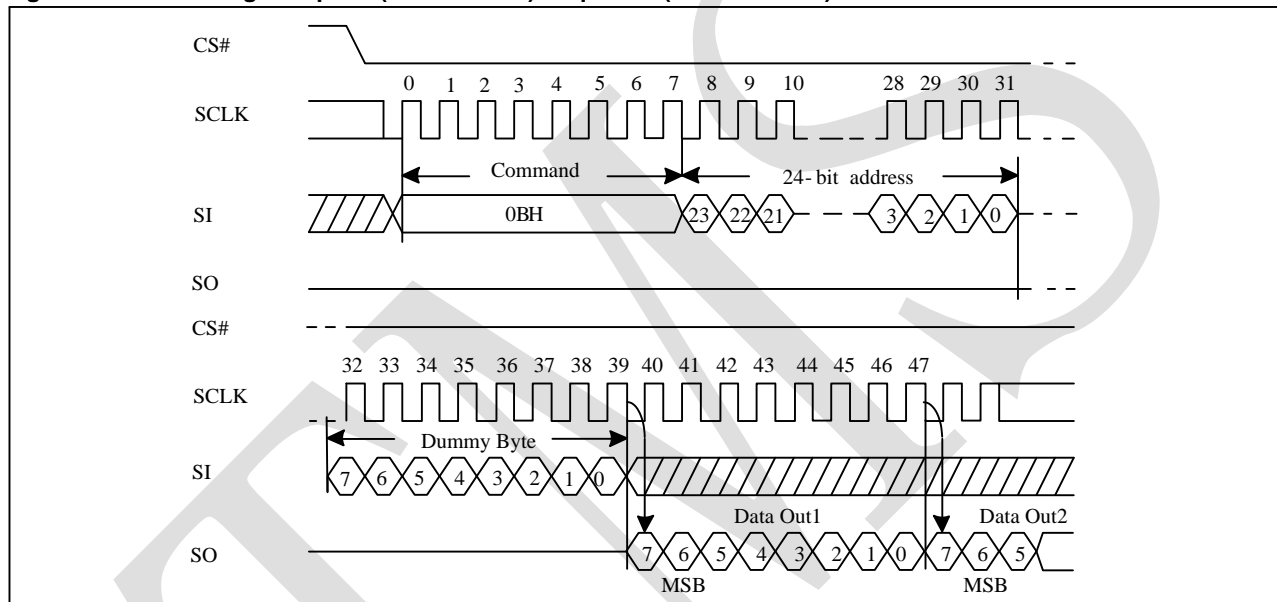 CS#
0 1 2 3 4 5 6 7 8 9 10 28 29 30 31
SCLK
Command 24-bit address
SI 0BH 23 22 21 3 2 1 0
SO
CS#
32 33 34 35 36 37 38 39 40 41 42 43 44 45 46 47
SCLK
Dummy Byte
SI 7 6 5 4 3 2 1 0
Data Out1 Data Out2
SO 7 6 5 4 3 2 1 0 7 6 5
MSB MSB
TMS